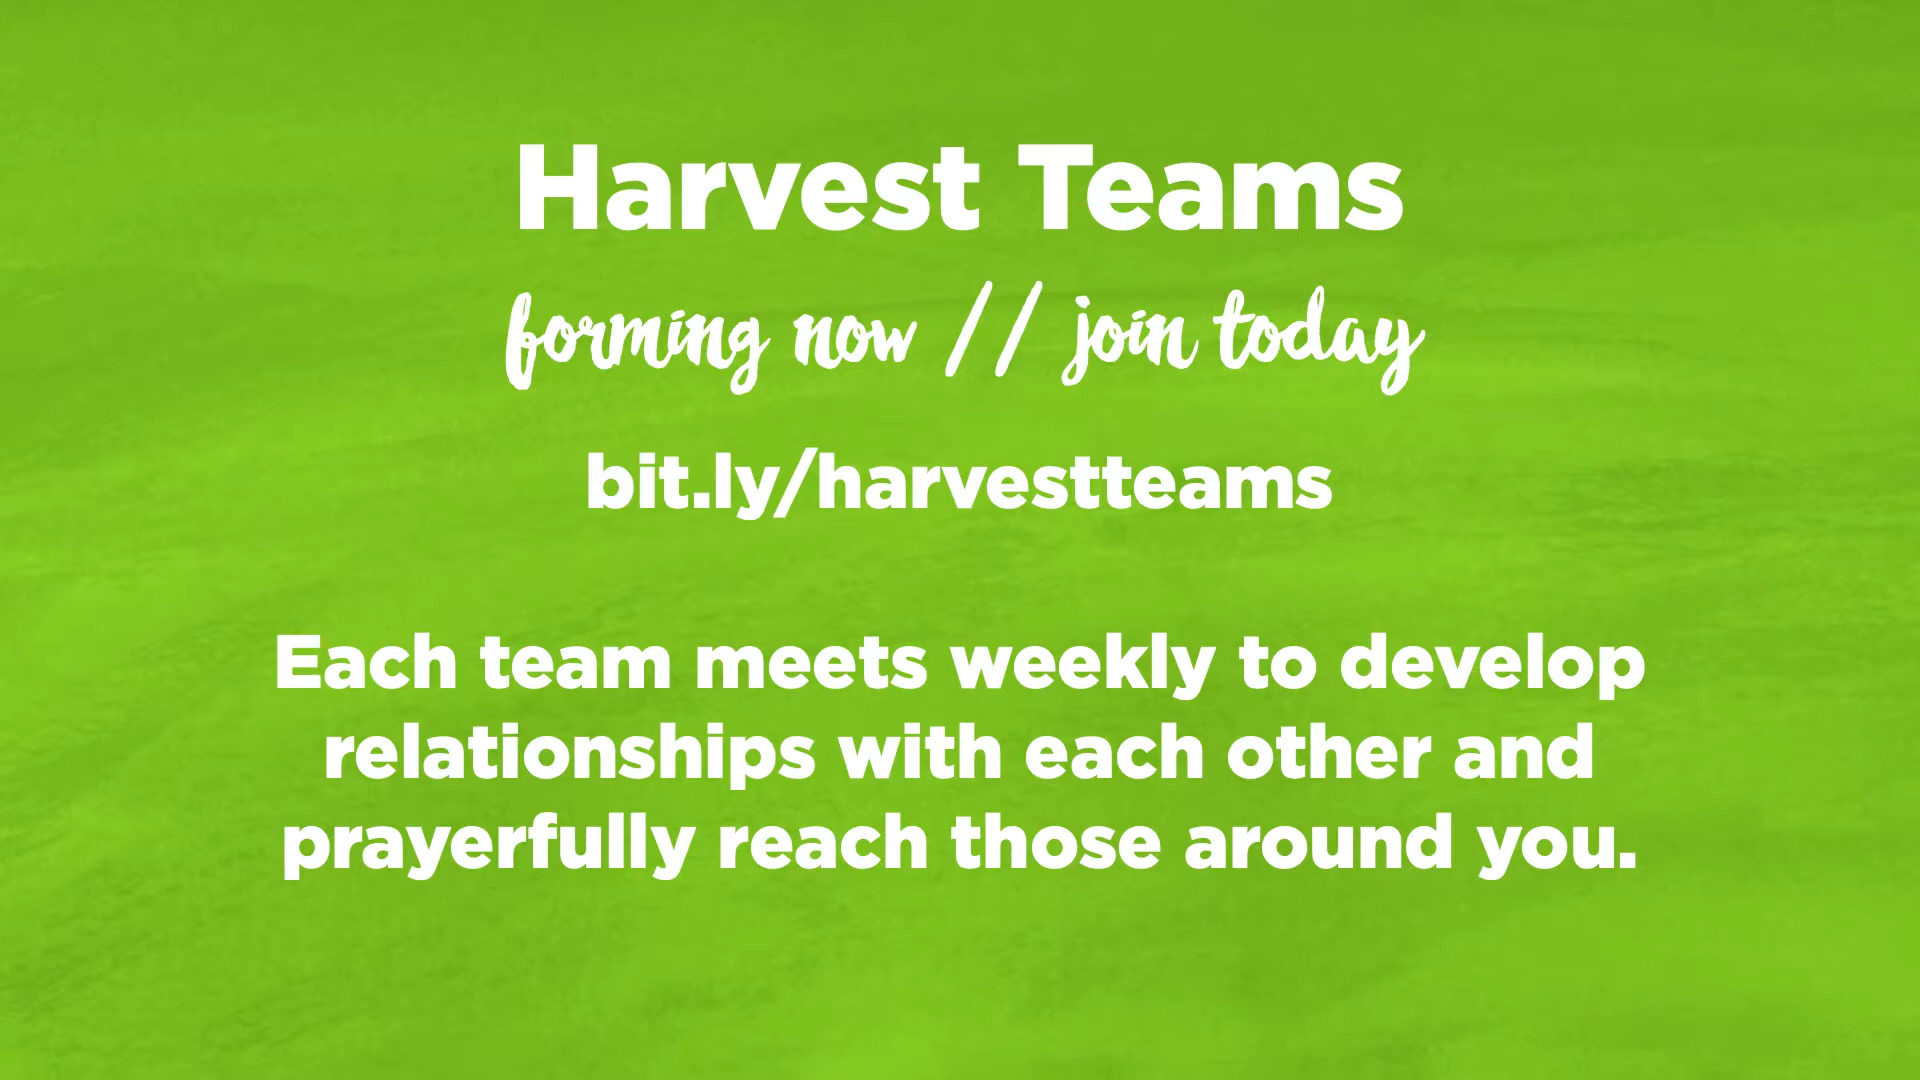 Harvest Teams
forming now // join today
bit.ly/harvestteams
Each team meets weekly to develop
relationships with each other and
prayerfully reach those around you.